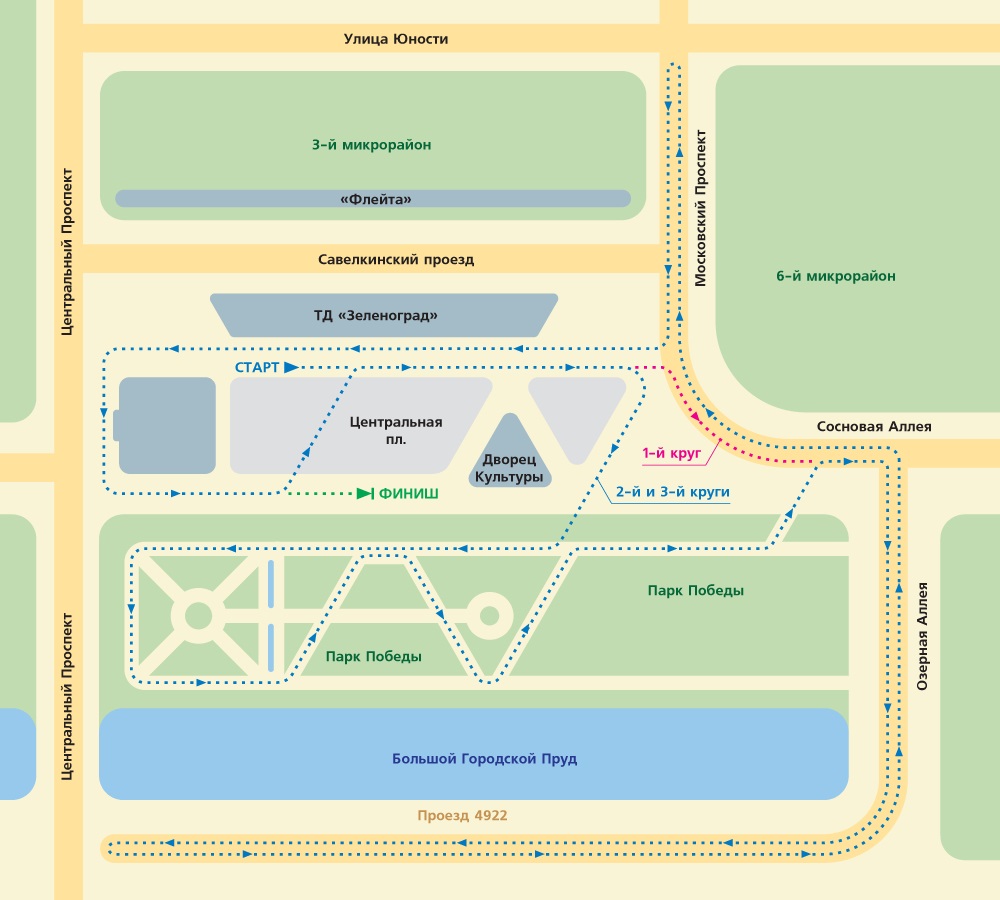 Улица Юности
3-й микрорайон
«Флейта»
Центральный Проспект
Московский Проспект
Савелкинский проезд
6-й микрорайон
ТД «Зеленоград»
СТАРТ
Центральная
пл.
Сосновая Аллея
1-й круг
Дворец
Культуры
2-й и 3-й круги
ФИНИШ
Парк Победы
Озерная Аллея
Парк Победы
Центральный Проспект
Большой Городской Пруд
Проезд 4922